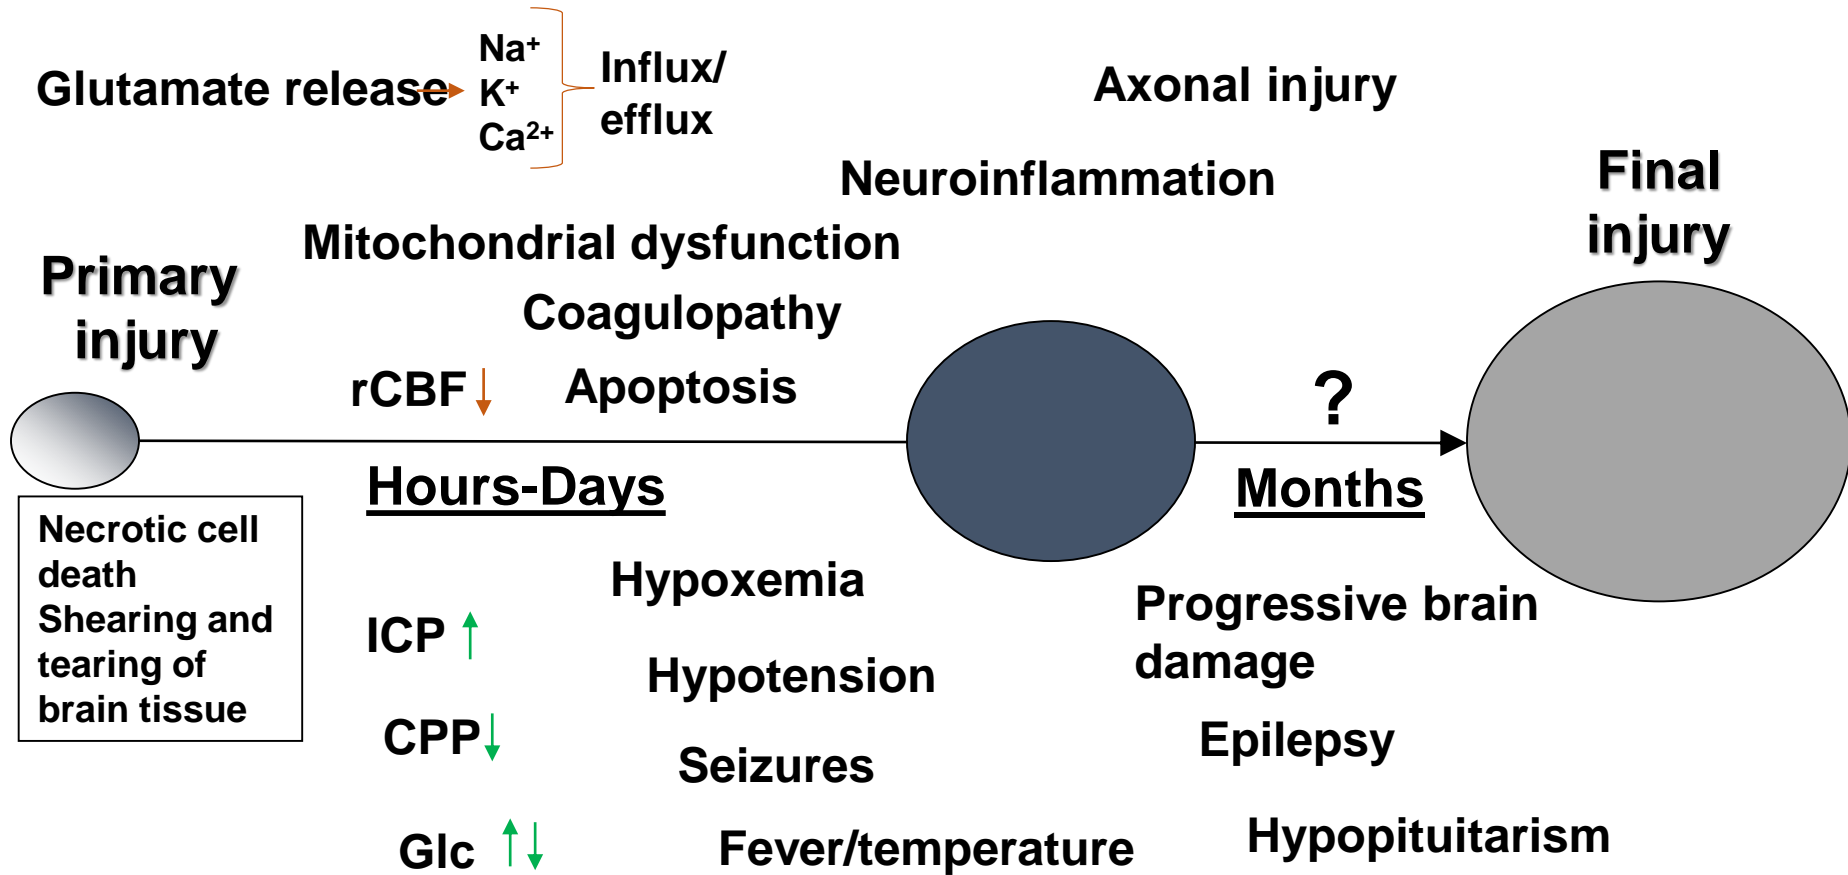 Glutamate release
Na+
K+
Ca2+
Influx/
efflux
Axonal injury
Neuroinflammation
Final
injury
Mitochondrial dysfunction
Primary
injury
Coagulopathy
rCBF ↓
Apoptosis
?
Hours-Days
Months
Necrotic cell
death
Shearing and
tearing of
brain tissue
Hypoxemia
ICP ↑
Hypotension
CPP ↓
Seizures
Glc ↑↓
Fever/temperature
Progressive brain
damage
Epilepsy
Hypopituitarism